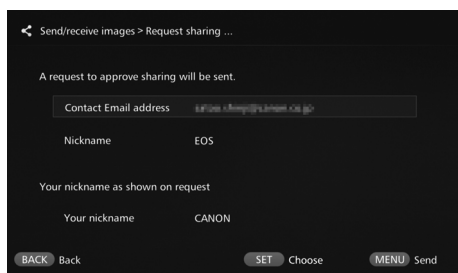 Send/receive images > Request sharing ...
A request to approve sharing will be sent.
Contact Email address
Nickname EOS
Your nickname as shown on request
Your nickname CANON
BACK Back SET Choose MENU Send